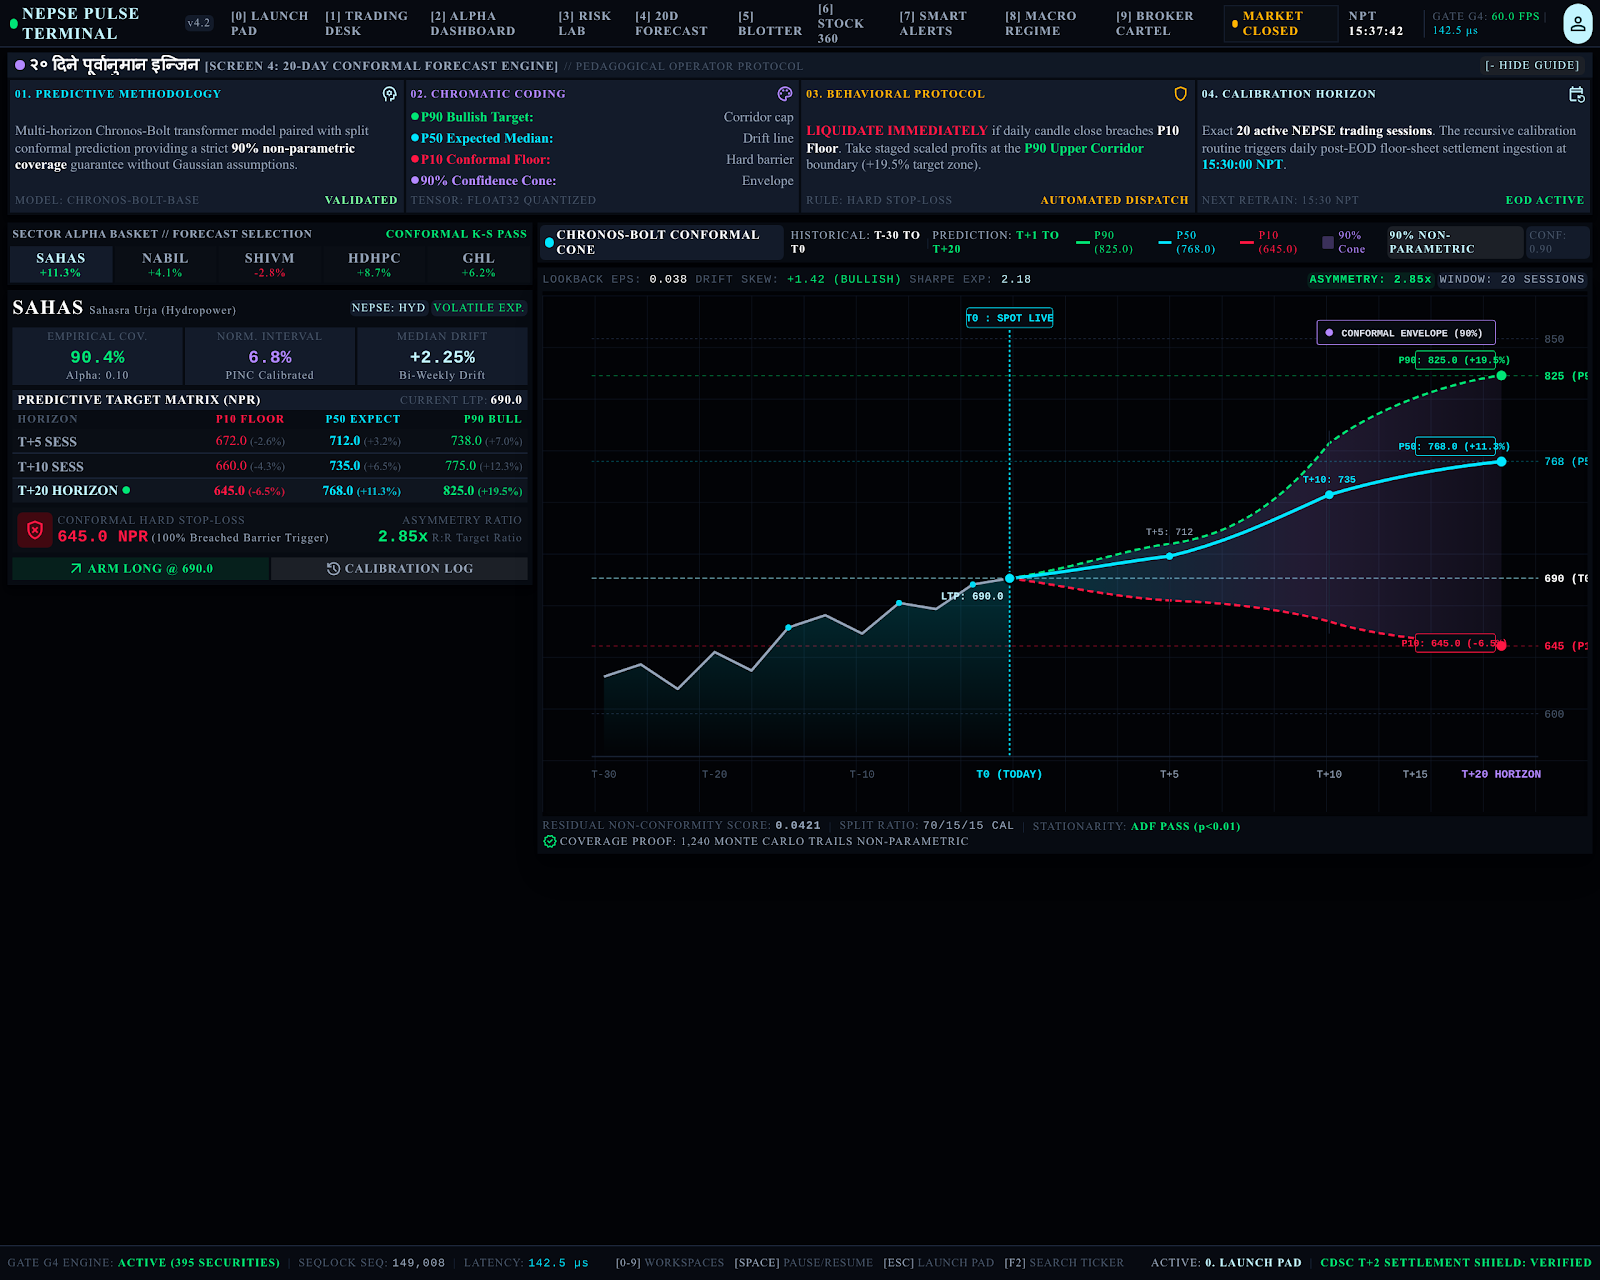 NEPSE PULSE TERMINAL v4.2
[0] LAUNCH PAD
[1] TRADING DESK
[2] ALPHA DASHBOARD
[3] RISK LAB
[4] 20D FORECAST
[5] BLOTTER
[6] STOCK 360
[7] SMART ALERTS
[8] MACRO REGIME
[9] BROKER CARTEL
MARKET CLOSED
NPT 15:37:42
GATE G4: 60.0 FPS | 142.5 µs
२० दिने पूर्वानुमान इन्जिन [SCREEN 4: 20-DAY CONFORMAL FORECAST ENGINE] // PEDAGOGICAL OPERATOR PROTOCOL
[- HIDE GUIDE]
01. PREDICTIVE METHODOLOGY
Multi-horizon Chronos-Bolt transformer model paired with split
conformal prediction providing a strict 90% non-parametric
coverage guarantee without Gaussian assumptions.
MODEL: CHRONOS-BOLT-BASE VALIDATED
02. CHROMATIC CODING
P90 Bullish Target: Corridor cap
P50 Expected Median: Drift line
P10 Conformal Floor: Hard barrier
90% Confidence Cone: Envelope
TENSOR: FLOAT32 QUANTIZED
03. BEHAVIORAL PROTOCOL
LIQUIDATE IMMEDIATELY if daily candle close breaches P10
Floor. Take staged scaled profits at the P90 Upper Corridor
boundary (+19.5% target zone).
RULE: HARD STOP-LOSS AUTOMATED DISPATCH
04. CALIBRATION HORIZON
Exact 20 active NEPSE trading sessions. The recursive calibration
routine triggers daily post-EOD floor-sheet settlement ingestion at
15:30:00 NPT.
NEXT RETRAIN: 15:30 NPT EOD ACTIVE
SECTOR ALPHA BASKET // FORECAST SELECTION CONFORMAL K-S PASS
SAHAS NABIL SHIVM HDHPC GHL
+11.3% +4.1% -2.8% +8.7% +6.2%
SAHAS Sahasra Urja (Hydropower) NEPSE: HYD VOLATILE EXP.
EMPIRICAL COV. NORM. INTERVAL MEDIAN DRIFT
90.4% 6.8% +2.25%
Alpha: 0.10 PINC Calibrated Bi-Weekly Drift
PREDICTIVE TARGET MATRIX (NPR) CURRENT LTP: 690.0
HORIZON P10 FLOOR P50 EXPECT P90 BULL
T+5 SESS 672.0 (-2.6%) 712.0 (+3.2%) 738.0 (+7.0%)
T+10 SESS 660.0 (-4.3%) 735.0 (+6.5%) 775.0 (+12.3%)
T+20 HORIZON 645.0 (-6.5%) 768.0 (+11.3%) 825.0 (+19.5%)
CONFORMAL HARD STOP-LOSS ASYMMETRY RATIO
645.0 NPR (100% Breached Barrier Trigger) 2.85x R:R Target Ratio
ARM LONG @ 690.0 CALIBRATION LOG
CHRONOS-BOLT CONFORMAL CONE
HISTORICAL: T-30 TO T0
PREDICTION: T+1 TO T+20
P90 (825.0)
P50 (768.0)
P10 (645.0)
90% Cone
90% NON-PARAMETRIC
CONF: 0.90
LOOKBACK EPS: 0.038 DRIFT SKEW: +1.42 (BULLISH) SHARPE EXP: 2.18 ASYMMETRY: 2.85x WINDOW: 20 SESSIONS
T0 : SPOT LIVE
CONFORMAL ENVELOPE (90%)
850
P90: 825.0 (+19.5%)
825 (P9
P50: 768.0 (+11.3%)
768 (P5
T+10: 735
T+5: 712
690 (T0
LTP: 690.0
P10: 645.0 (-6.5%)
645 (P1
600
T-30 T-20 T-10 T0 (TODAY) T+5 T+10 T+15 T+20 HORIZON
RESIDUAL NON-CONFORMITY SCORE: 0.0421 | SPLIT RATIO: 70/15/15 CAL | STATIONARITY: ADF PASS (p<0.01)
COVERAGE PROOF: 1,240 MONTE CARLO TRAILS NON-PARAMETRIC
GATE G4 ENGINE: ACTIVE (395 SECURITIES) | SEQLOCK SEQ: 149,008 | LATENCY: 142.5 µs [0-9] WORKSPACES [SPACE] PAUSE/RESUME [ESC] LAUNCH PAD [F2] SEARCH TICKER ACTIVE: 0. LAUNCH PAD | CDSC T+2 SETTLEMENT SHIELD: VERIFIED